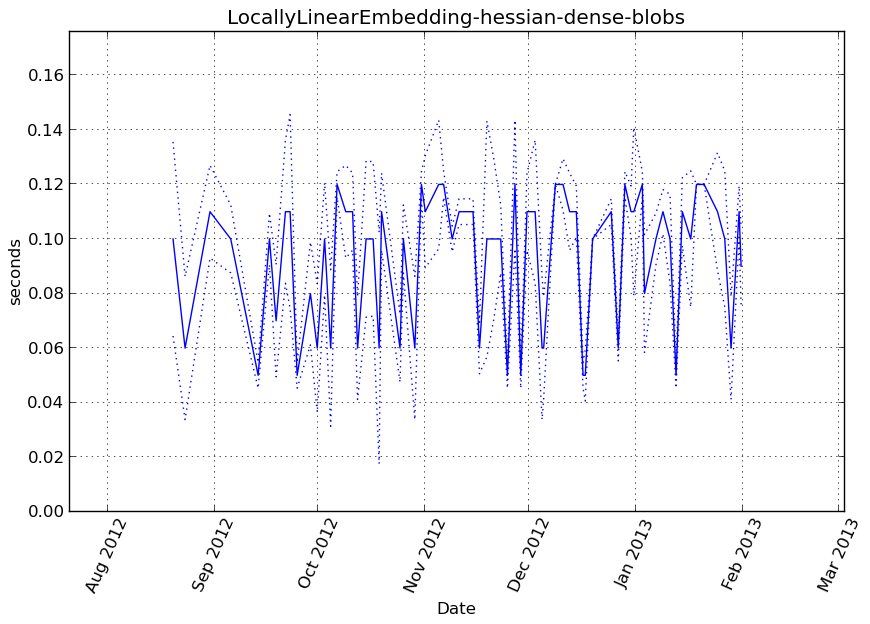 LocallyLinearEmbedding-hessian-dense-blobs
0.16
0.14
0.12
0.10
0.08
0.06
0.04
0.02
0.00
seconds
Aug 2012
Sep 2012
Oct 2012
Nov 2012
Dec 2012
Jan 2013
Feb 2013
Mar 2013
Date